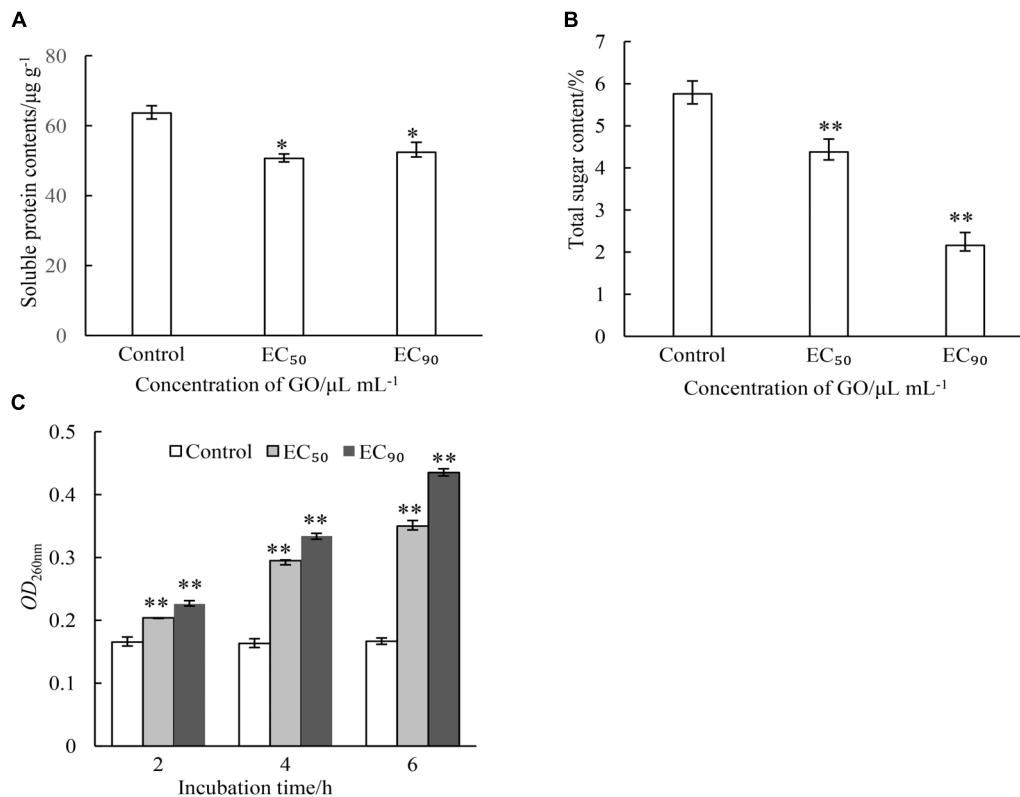 A
Soluble protein contents/μg g⁻¹
80
60
40
20
0
*
*
Control EC₅₀ EC₉₀
Concentration of GO/μL mL⁻¹
B
Total sugar content/%
7
6
5
4
3
2
1
0
**
**
Control EC₅₀ EC₉₀
Concentration of GO/μL mL⁻¹
C
OD₂₆₀nm
0.5
0.4
0.3
0.2
0.1
0
Control EC₅₀ EC₉₀
** **
** **
** **
2 4 6
Incubation time/h